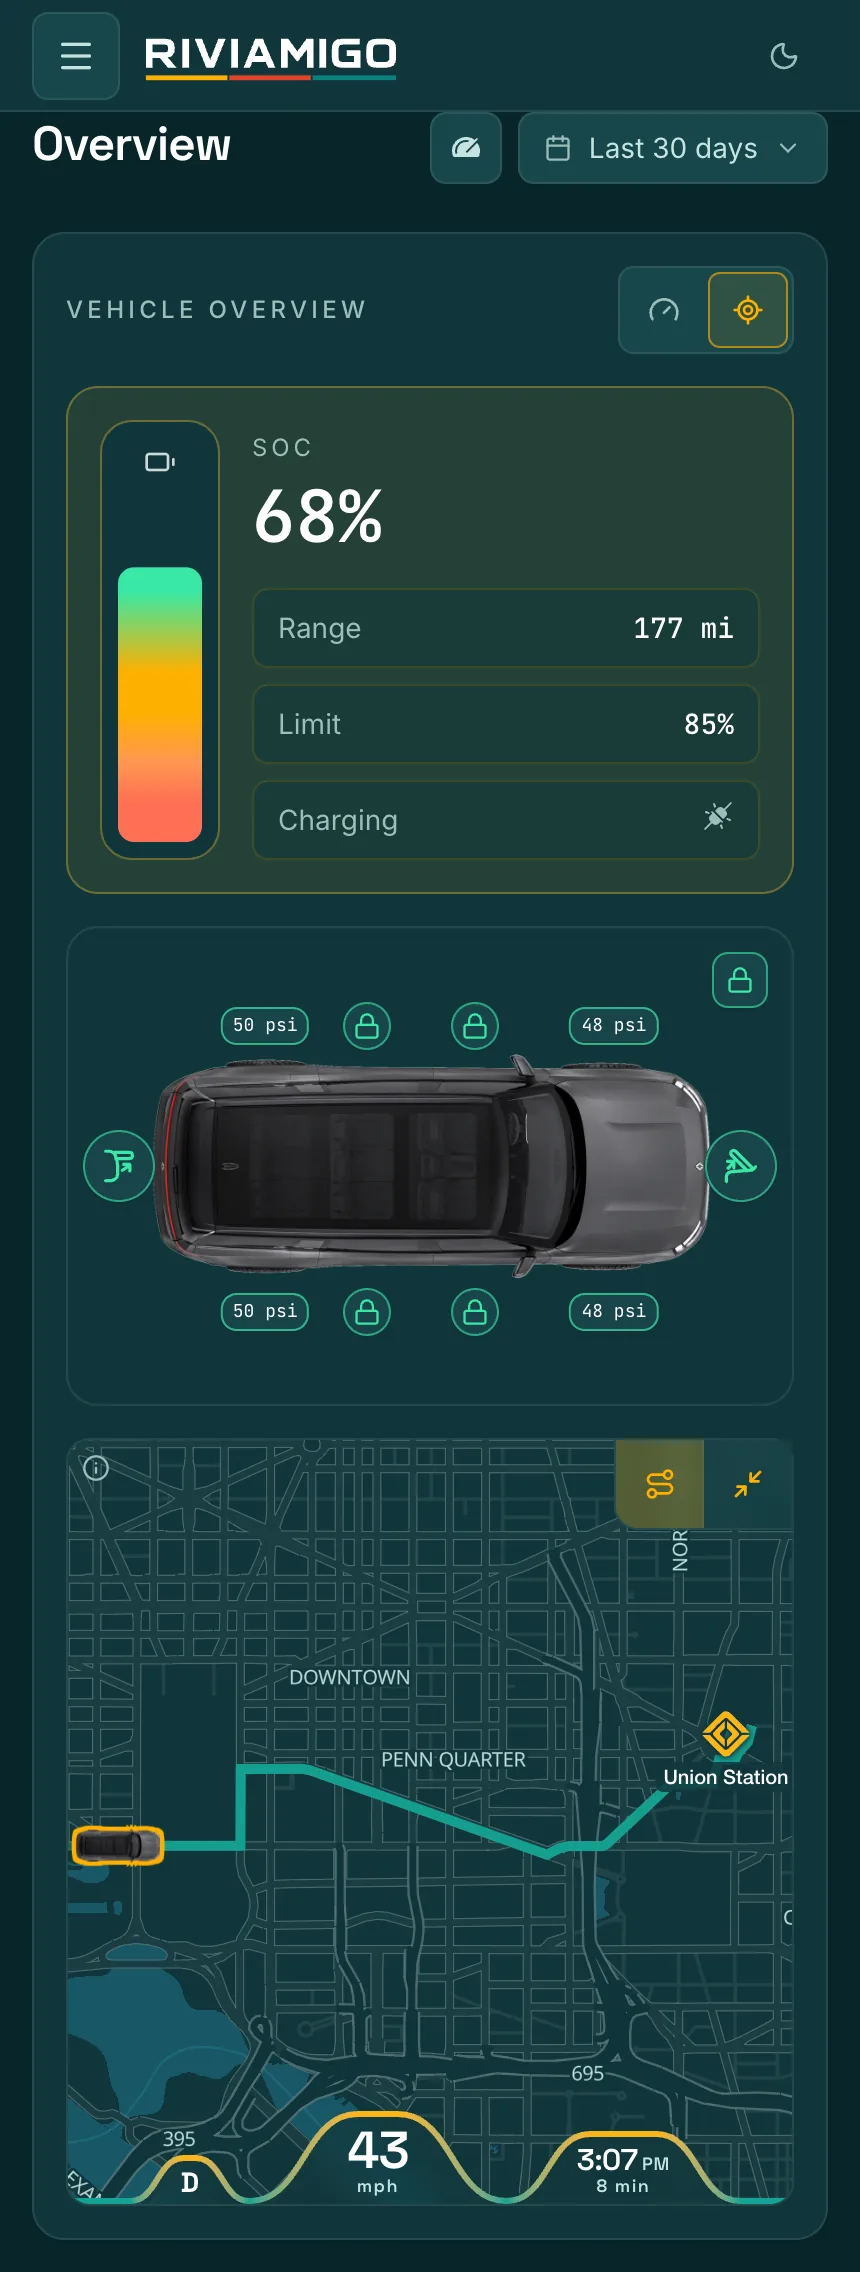 RIVIAMIGO
Overview
Last 30 days
VEHICLE OVERVIEW
SOC
68%
Range 177 mi
Limit 85%
Charging
50 psi
48 psi
50 psi
48 psi
NOR
DOWNTOWN
PENN QUARTER
Union Station
C
695
395
EXAN
D
43
mph
3:07 PM
8 min